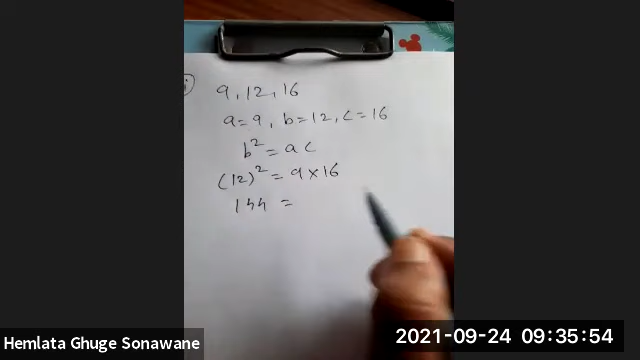 i)
9, 12, 16
a=9, b=12, c=16
b² = ac
(12)² = 9×16
144 =
Hemlata Ghuge Sonawane
2021-09-24 09:35:54